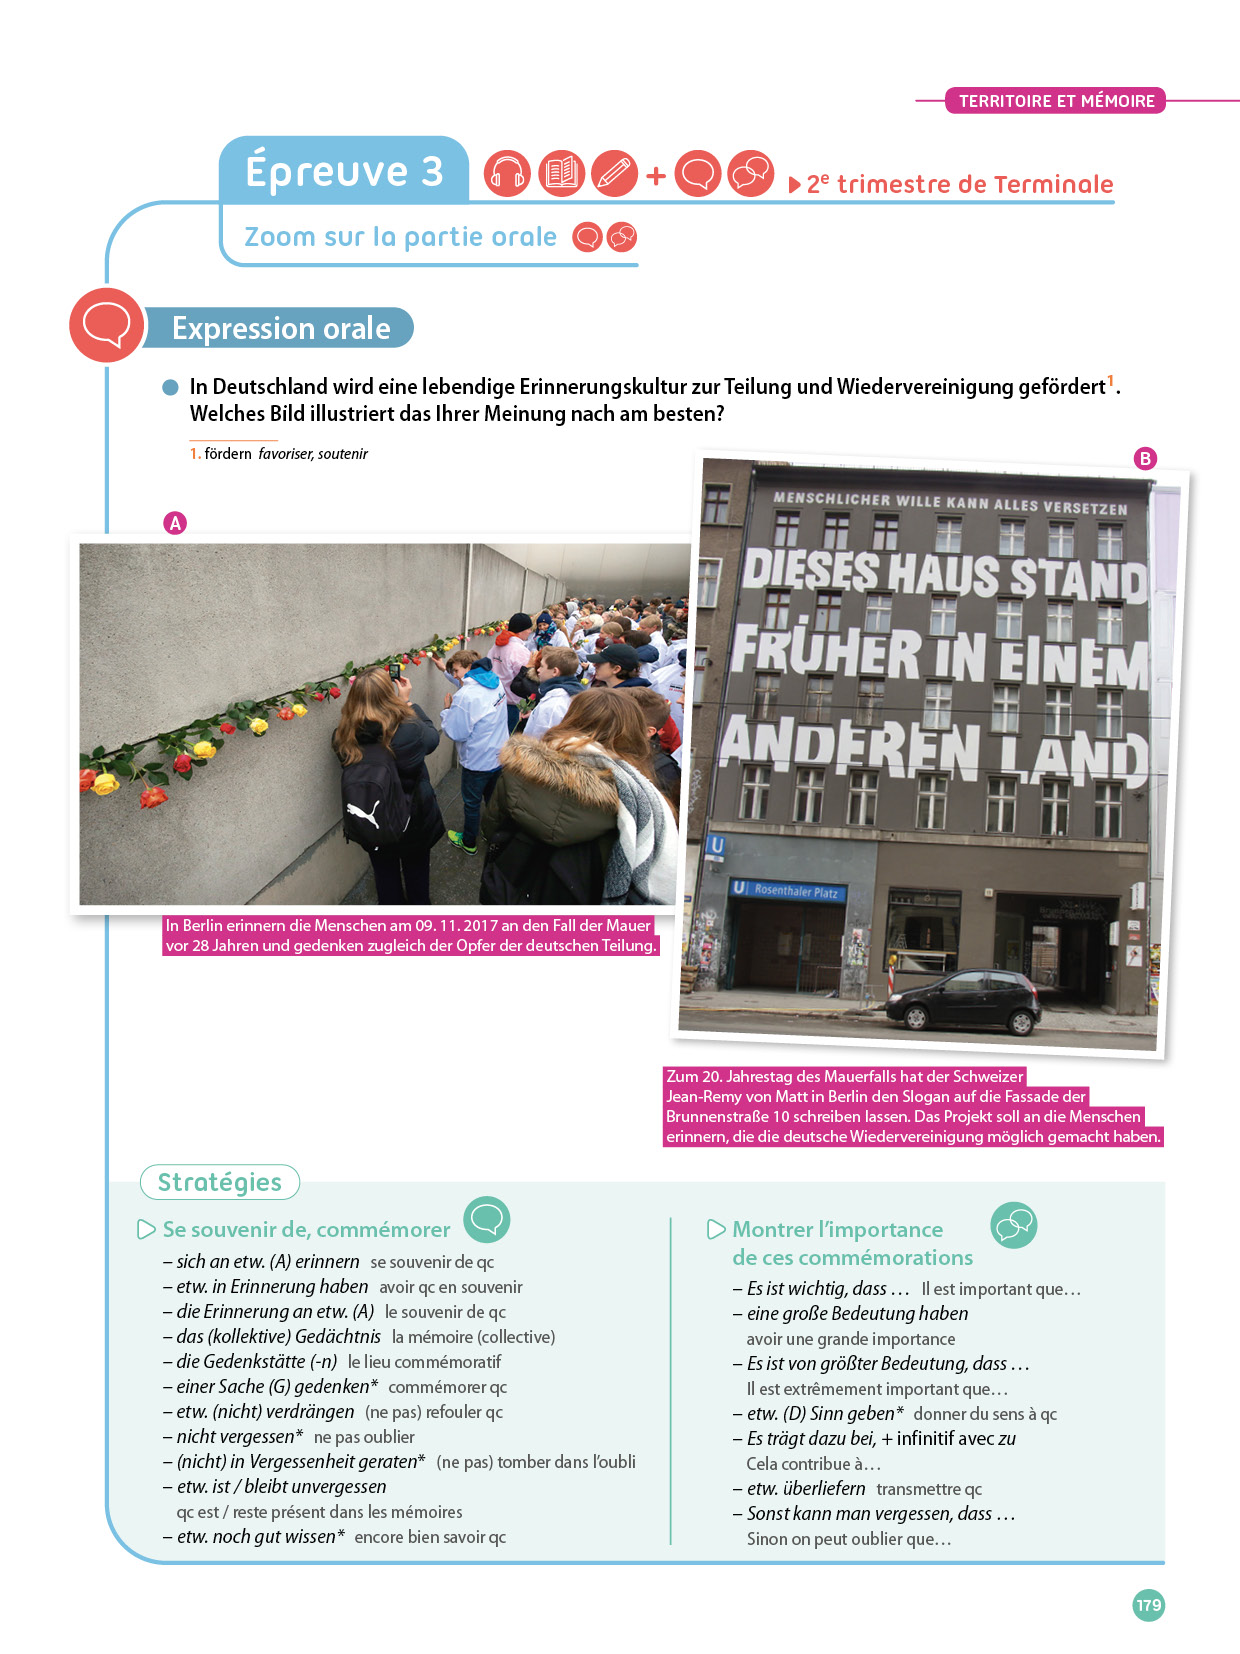 TERRITOIRE ET MÉMOIRE
Épreuve 3
+
2e trimestre de Terminale
Zoom sur la partie orale
Expression orale
In Deutschland wird eine lebendige Erinnerungskultur zur Teilung und Wiedervereinigung gefördert1.
Welches Bild illustriert das Ihrer Meinung nach am besten?
1. fördern favoriser, soutenir
A
B
MENSCHLICHER WILLE KANN ALLES VERSETZEN
DIESES HAUS STAND
FRÜHER IN EINEM
ANDEREN LAND
U
U Rosenthaler Platz
In Berlin erinnern die Menschen am 09. 11. 2017 an den Fall der Mauer
vor 28 Jahren und gedenken zugleich der Opfer der deutschen Teilung.
Zum 20. Jahrestag des Mauerfalls hat der Schweizer
Jean-Remy von Matt in Berlin den Slogan auf die Fassade der
Brunnenstraße 10 schreiben lassen. Das Projekt soll an die Menschen
erinnern, die die deutsche Wiedervereinigung möglich gemacht haben.
Stratégies
Se souvenir de, commémorer
– sich an etw. (A) erinnern se souvenir de qc
– etw. in Erinnerung haben avoir qc en souvenir
– die Erinnerung an etw. (A) le souvenir de qc
– das (kollektive) Gedächtnis la mémoire (collective)
– die Gedenkstätte (-n) le lieu commémoratif
– einer Sache (G) gedenken* commémorer qc
– etw. (nicht) verdrängen (ne pas) refouler qc
– nicht vergessen* ne pas oublier
– (nicht) in Vergessenheit geraten* (ne pas) tomber dans l'oubli
– etw. ist / bleibt unvergessen
qc est / reste présent dans les mémoires
– etw. noch gut wissen* encore bien savoir qc
Montrer l'importance
de ces commémorations
– Es ist wichtig, dass … Il est important que…
– eine große Bedeutung haben
avoir une grande importance
– Es ist von größter Bedeutung, dass …
Il est extrêmement important que…
– etw. (D) Sinn geben* donner du sens à qc
– Es trägt dazu bei, + infinitif avec zu
Cela contribue à…
– etw. überliefern transmettre qc
– Sonst kann man vergessen, dass …
Sinon on peut oublier que…
179